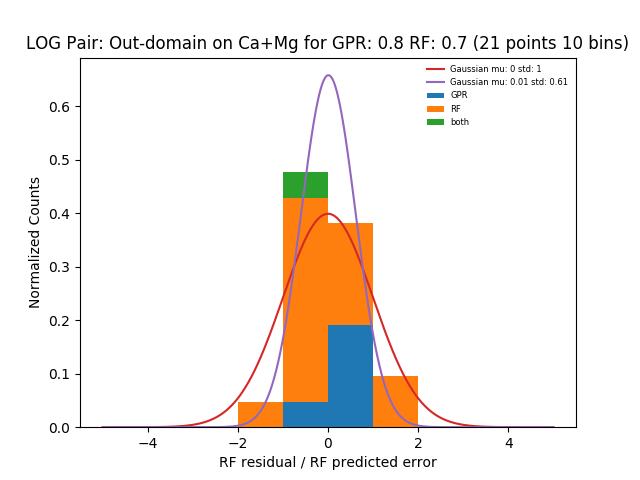 LOG Pair: Out-domain on Ca+Mg for GPR: 0.8 RF: 0.7 (21 points 10 bins)
Gaussian mu: 0 std: 1
Gaussian mu: 0.01 std: 0.61
GPR
RF
both
Normalized Counts
0.6
0.5
0.4
0.3
0.2
0.1
0.0
−4
−2
0
2
4
RF residual / RF predicted error